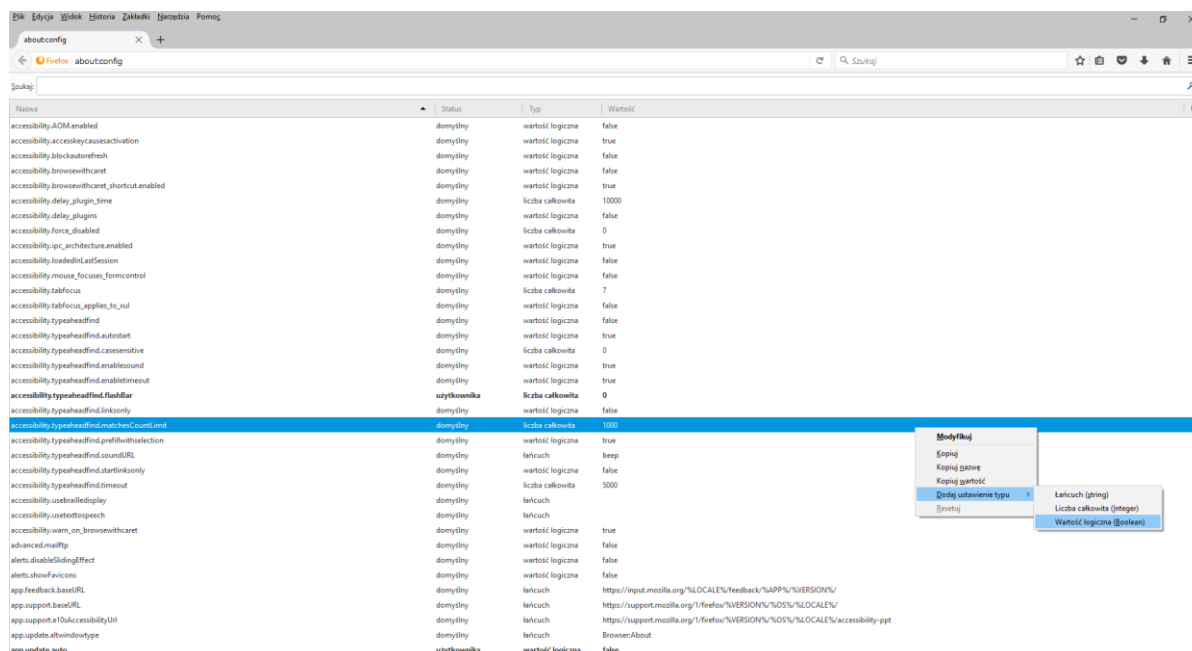 Plik Edycja Widok Historia Zakładki Narzędzia Pomoc
about:config
Firefox about:config Szukaj
Szukaj:
Nazwa Status Typ Wartość
accessibility.AOM.enabled domyślny wartość logiczna false
accessibility.accesskeycausesactivation domyślny wartość logiczna true
accessibility.blockautorefresh domyślny wartość logiczna false
accessibility.browsewithcaret domyślny wartość logiczna false
accessibility.browsewithcaret_shortcut.enabled domyślny wartość logiczna true
accessibility.delay_plugin_time domyślny liczba całkowita 10000
accessibility.delay_plugins domyślny wartość logiczna false
accessibility.force_disabled domyślny liczba całkowita 0
accessibility.ipc_architecture.enabled domyślny wartość logiczna true
accessibility.loadedInLastSession domyślny wartość logiczna false
accessibility.mouse_focuses_formcontrol domyślny wartość logiczna false
accessibility.tabfocus domyślny liczba całkowita 7
accessibility.tabfocus_applies_to_xul domyślny wartość logiczna false
accessibility.typeaheadfind domyślny wartość logiczna false
accessibility.typeaheadfind.autostart domyślny wartość logiczna true
accessibility.typeaheadfind.casesensitive domyślny liczba całkowita 0
accessibility.typeaheadfind.enablesound domyślny wartość logiczna true
accessibility.typeaheadfind.enabletimeout domyślny wartość logiczna true
accessibility.typeaheadfind.flashBar użytkownika liczba całkowita 0
accessibility.typeaheadfind.linksonly domyślny wartość logiczna false
accessibility.typeaheadfind.matchesCountLimit domyślny liczba całkowita 1000
accessibility.typeaheadfind.prefillwithselection domyślny wartość logiczna true
accessibility.typeaheadfind.soundURL domyślny łańcuch beep
accessibility.typeaheadfind.startlinksonly domyślny wartość logiczna false
accessibility.typeaheadfind.timeout domyślny liczba całkowita 5000
accessibility.usebrailledisplay domyślny łańcuch
accessibility.usetexttospeech domyślny łańcuch
accessibility.warn_on_browsewithcaret domyślny wartość logiczna true
advanced.mailftp domyślny wartość logiczna false
alerts.disableSlidingEffect domyślny wartość logiczna false
alerts.showFavicons domyślny wartość logiczna false
app.feedback.baseURL domyślny łańcuch https://input.mozilla.org/%LOCALE%/feedback/%APP%/%VERSION%/
app.support.baseURL domyślny łańcuch https://support.mozilla.org/1/firefox/%VERSION%/%OS%/%LOCALE%/
app.support.e10sAccessibilityUrl domyślny łańcuch https://support.mozilla.org/1/firefox/%VERSION%/%OS%/%LOCALE%/accessibility-ppt
app.update.altwindowtype domyślny łańcuch Browser:About
app.update.auto użytkownika wartość logiczna false
Modyfikuj
Kopiuj
Kopiuj nazwę
Kopiuj wartość
Dodaj ustawienie typu
Resetuj
Łańcuch (string)
Liczba całkowita (Integer)
Wartość logiczna (Boolean)